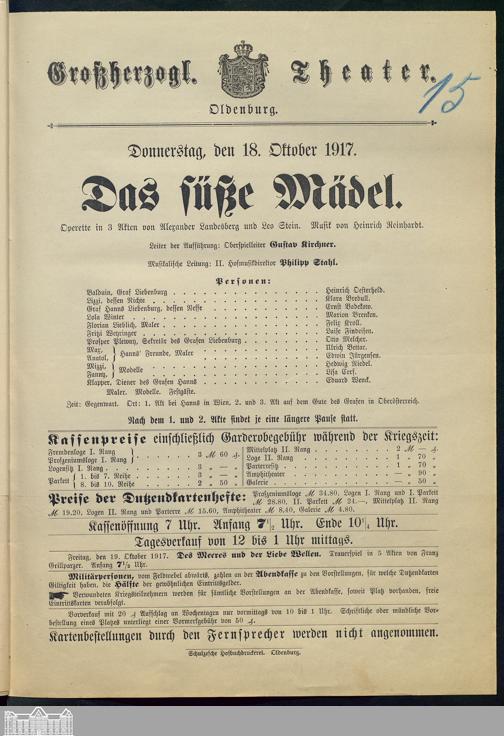 Großherzogl. Theater.
15
Oldenburg.
Donnerstag, den 18. Oktober 1917.
Das süße Mädel.
Operette in 3 Akten von Alexander Landesberg und Leo Stein. Musik von Heinrich Reinhardt.
Leiter der Aufführung: Oberspielleiter Gustav Kirchner.
Musikalische Leitung: II. Hofmusikdirektor Philipp Stahl.
Personen:
Balduin, Graf Liebenburg . . . Heinrich Oesterheld.
Lizzi, dessen Nichte . . . Klara Bredull.
Graf Hanns Liebenburg, dessen Neffe . . . Ernst Bodekow.
Lola Winter . . . Marion Brenkon.
Florian Lieblich, Maler . . . Felix Kroll.
Fritzi Weyringer . . . Luise Findeisen.
Prosper Plewny, Sekretär des Grafen Liebenburg . . . Otto Melcher.
Max, } Hanns' Freunde, Maler . . . Ulrich Bettac.
Anatol, } . . . Edwin Jürgensen.
Mizzi, } Modelle . . . Hedwig Riedel.
Fanny, } . . . Lisa Cerf.
Klapper, Diener des Grafen Hanns . . . Eduard Wenck.
Maler. Modelle. Festgäste.
Zeit: Gegenwart. Ort: 1. Akt bei Hanns in Wien, 2. und 3. Akt auf dem Gute des Grafen in Oberösterreich.
Nach dem 1. und 2. Akte findet je eine längere Pause statt.
Kassenpreise einschließlich Garderobegebühr während der Kriegszeit:
Fremdenloge I. Rang } 3 ℳ 60 ₰
Proszeniumsloge I. Rang }
Logensitz I. Rang . . . 3 „ — „
Parkett { 1. bis 7. Reihe . . . 3 „ — „
8. bis 10. Reihe . . . 2 „ 50 „
Mittelplatz II. Rang . . . 2 ℳ — ₰
Loge II. Rang . . . 1 „ 70 „
Parterresitz . . . 1 „ 70 „
Amphitheater . . . — „ 90 „
Galerie . . . — „ 50 „
Preise der Dutzendkartenhefte: Proszeniumsloge ℳ 34.80, Logen I. Rang und I. Parkett
ℳ 28.80, II. Parkett ℳ 24.—, Mittelplatz II. Rang
ℳ 19.20, Logen II. Rang und Parterre ℳ 15.60, Amphitheater ℳ 8,40, Galerie ℳ 4.80.
Kassenöffnung 7 Uhr. Anfang 7½ Uhr. Ende 10¼ Uhr.
Tagesverkauf von 12 bis 1 Uhr mittags.
Freitag, den 19. Oktober 1917. Des Meeres und der Liebe Wellen. Trauerspiel in 5 Akten von Franz
Grillparzer. Anfang 7½ Uhr.
Militärpersonen, vom Feldwebel abwärts, zahlen an der Abendkasse zu den Vorstellungen, für welche Dutzendkarten
Gültigkeit haben, die Hälfte der gewöhnlichen Eintrittsgelder.
Verwundeten Kriegsteilnehmern werden für sämtliche Vorstellungen an der Abendkasse, soweit Platz vorhanden, freie
Eintrittskarten verabfolgt.
Vorverkauf mit 20 ₰ Aufschlag an Wochentagen nur vormittags von 10 bis 1 Uhr. Schriftliche oder mündliche Vor-
bestellung eines Platzes unterliegt einer Vormerkgebühr von 50 ₰.
Kartenbestellungen durch den Fernsprecher werden nicht angenommen.
Schulzesche Hofbuchdruckerei. Oldenburg.